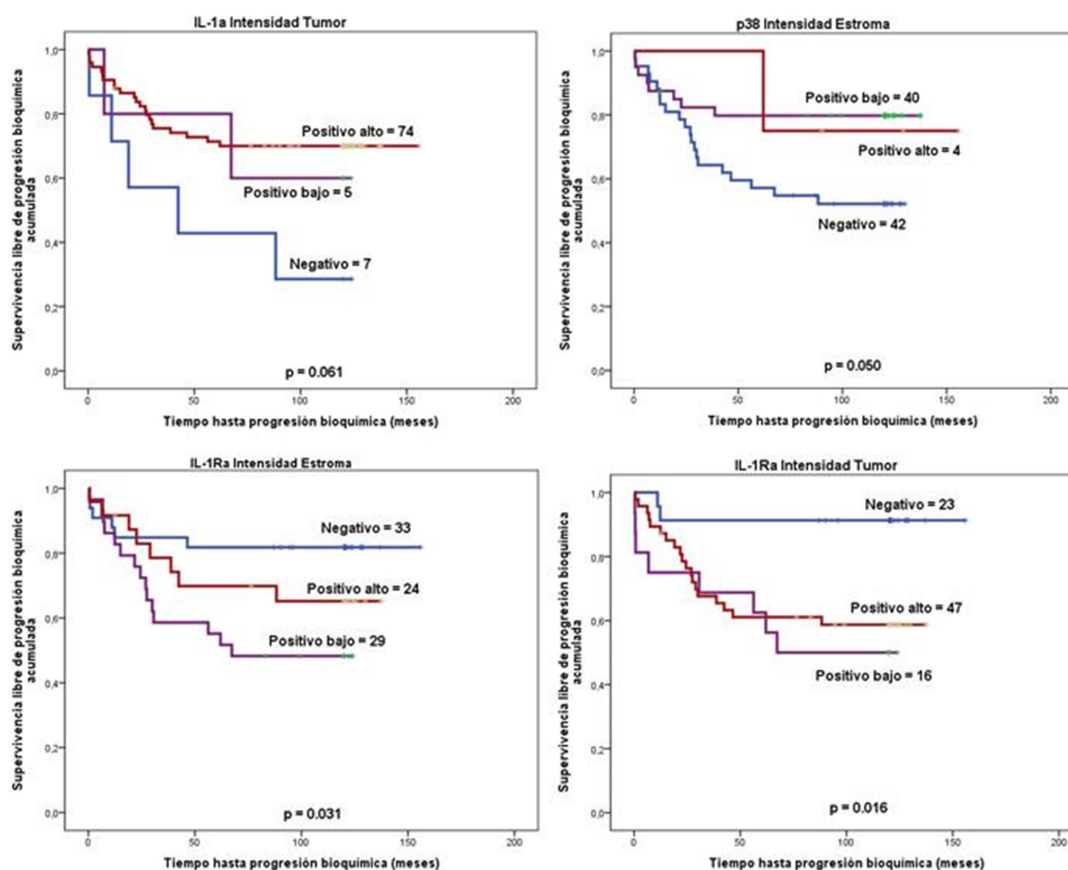 IL-1a Intensidad Tumor
Supervivencia libre de progresión bioquímica
acumulada
1,0
0,8
0,6
0,4
0,2
0,0
Positivo alto = 74
Positivo bajo = 5
Negativo = 7
p = 0.061
0 50 100 150 200
Tiempo hasta progresión bioquímica (meses)
p38 Intensidad Estroma
Supervivencia libre de progresión bioquímica
acumulada
1,0
0,8
0,6
0,4
0,2
0,0
Positivo bajo = 40
Positivo alto = 4
Negativo = 42
p = 0.050
0 50 100 150 200
Tiempo hasta progresión bioquímica (meses)
IL-1Ra Intensidad Estroma
Supervivencia libre de progresión bioquímica
acumulada
1,0
0,8
0,6
0,4
0,2
0,0
Negativo = 33
Positivo alto = 24
Positivo bajo = 29
p = 0.031
0 50 100 150 200
Tiempo hasta progresión bioquímica (meses)
IL-1Ra Intensidad Tumor
Supervivencia libre de progresión bioquímica
acumulada
1,0
0,8
0,6
0,4
0,2
0,0
Negativo = 23
Positivo alto = 47
Positivo bajo = 16
p = 0.016
0 50 100 150 200
Tiempo hasta progresión bioquímica (meses)